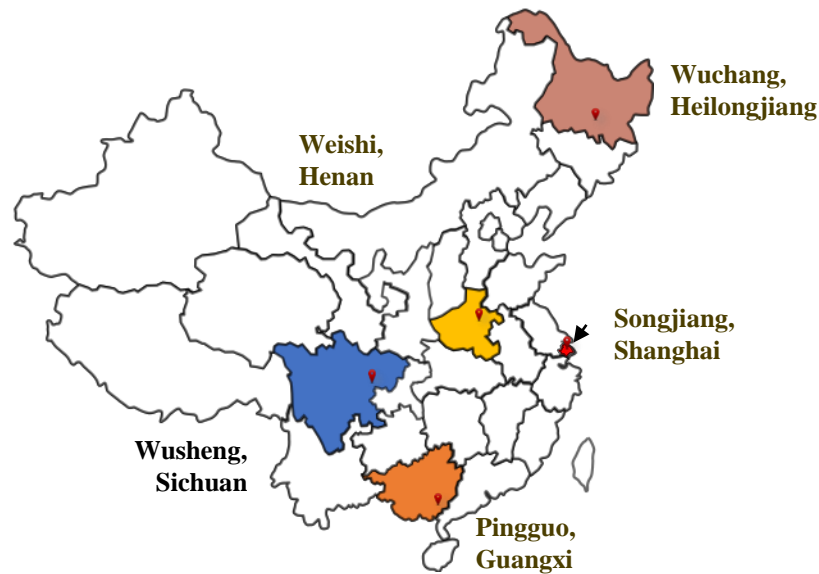 Wuchang,
Heilongjiang
Weishi,
Henan
Songjiang,
Shanghai
Wusheng,
Sichuan
Pingguo,
Guangxi